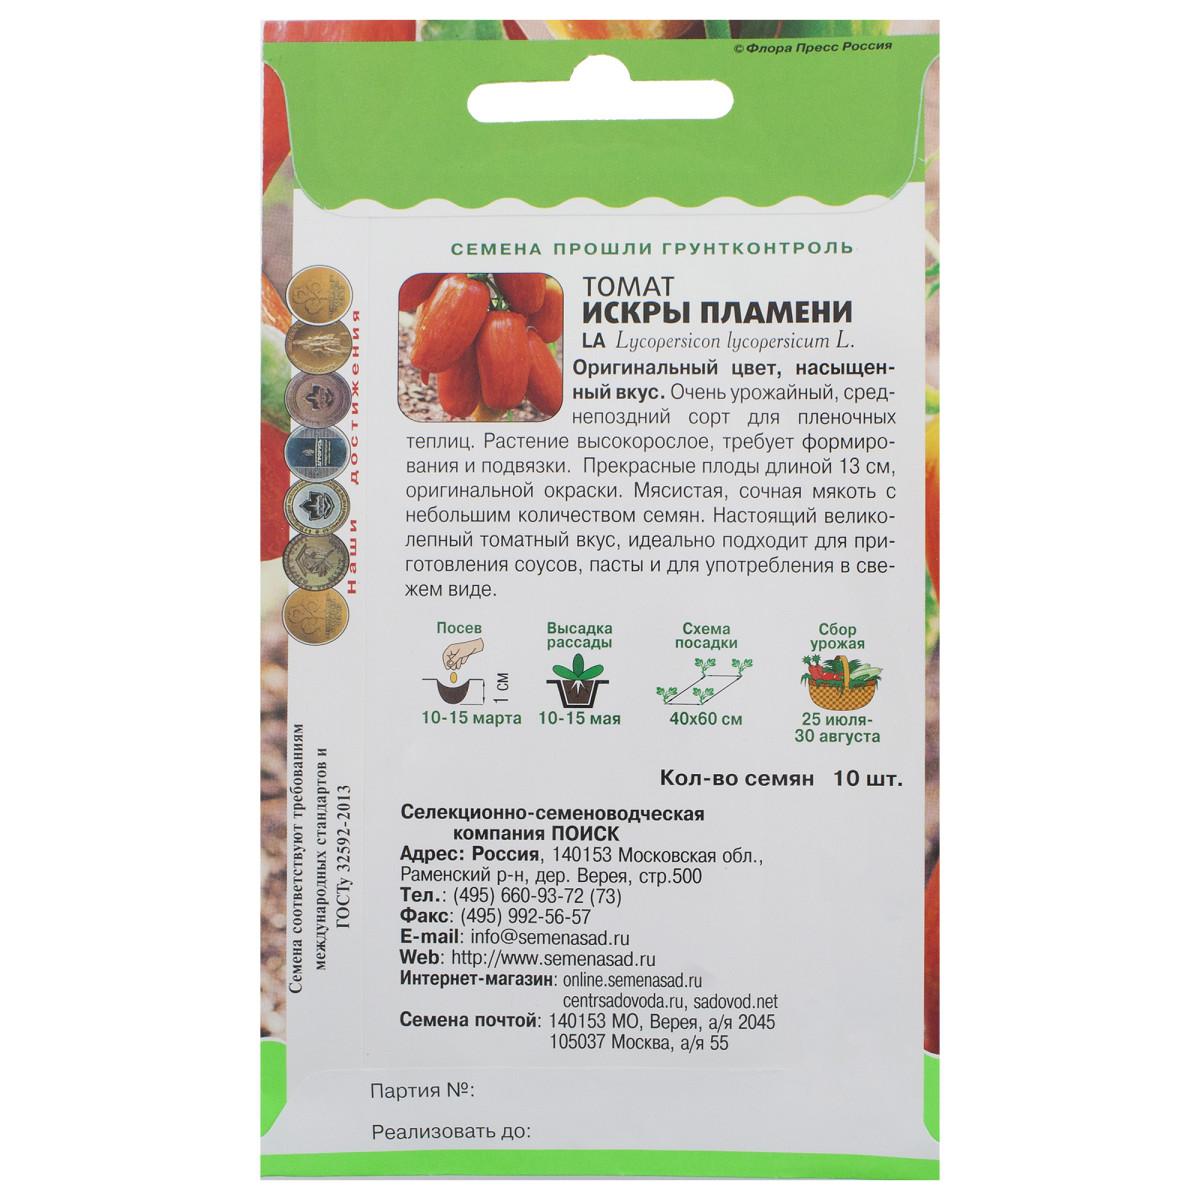 ©Флора Пресс Россия
СЕМЕНА ПРОШЛИ ГРУНТКОНТРОЛЬ
ТОМАТ
ИСКРЫ ПЛАМЕНИ
LA Lycopersicon lycopersicum L.
Оригинальный цвет, насыщен-
ный вкус. Очень урожайный, сред-
непоздний сорт для пленочных
теплиц. Растение высокорослое, требует формиро-
вания и подвязки. Прекрасные плоды длиной 13 см,
оригинальной окраски. Мясистая, сочная мякоть с
небольшим количеством семян. Настоящий велико-
лепный томатный вкус, идеально подходит для при-
готовления соусов, пасты и для употребления в све-
жем виде.
Наши достижения
Посев
1 см
10-15 марта
Высадка
рассады
10-15 мая
Схема
посадки
40х60 см
Сбор
урожая
25 июля-
30 августа
Кол-во семян 10 шт.
Семена соответствуют требованиям
международных стандартов и
ГОСТу 32592-2013
Селекционно-семеноводческая
компания ПОИСК
Адрес: Россия, 140153 Московская обл.,
Раменский р-н, дер. Верея, стр.500
Тел.: (495) 660-93-72 (73)
Факс: (495) 992-56-57
E-mail: info@semenasad.ru
Web: http://www.semenasad.ru
Интернет-магазин: online.semenasad.ru
centrsadovoda.ru, sadovod.net
Семена почтой: 140153 МО, Верея, а/я 2045
105037 Москва, а/я 55
Партия №:
Реализовать до: